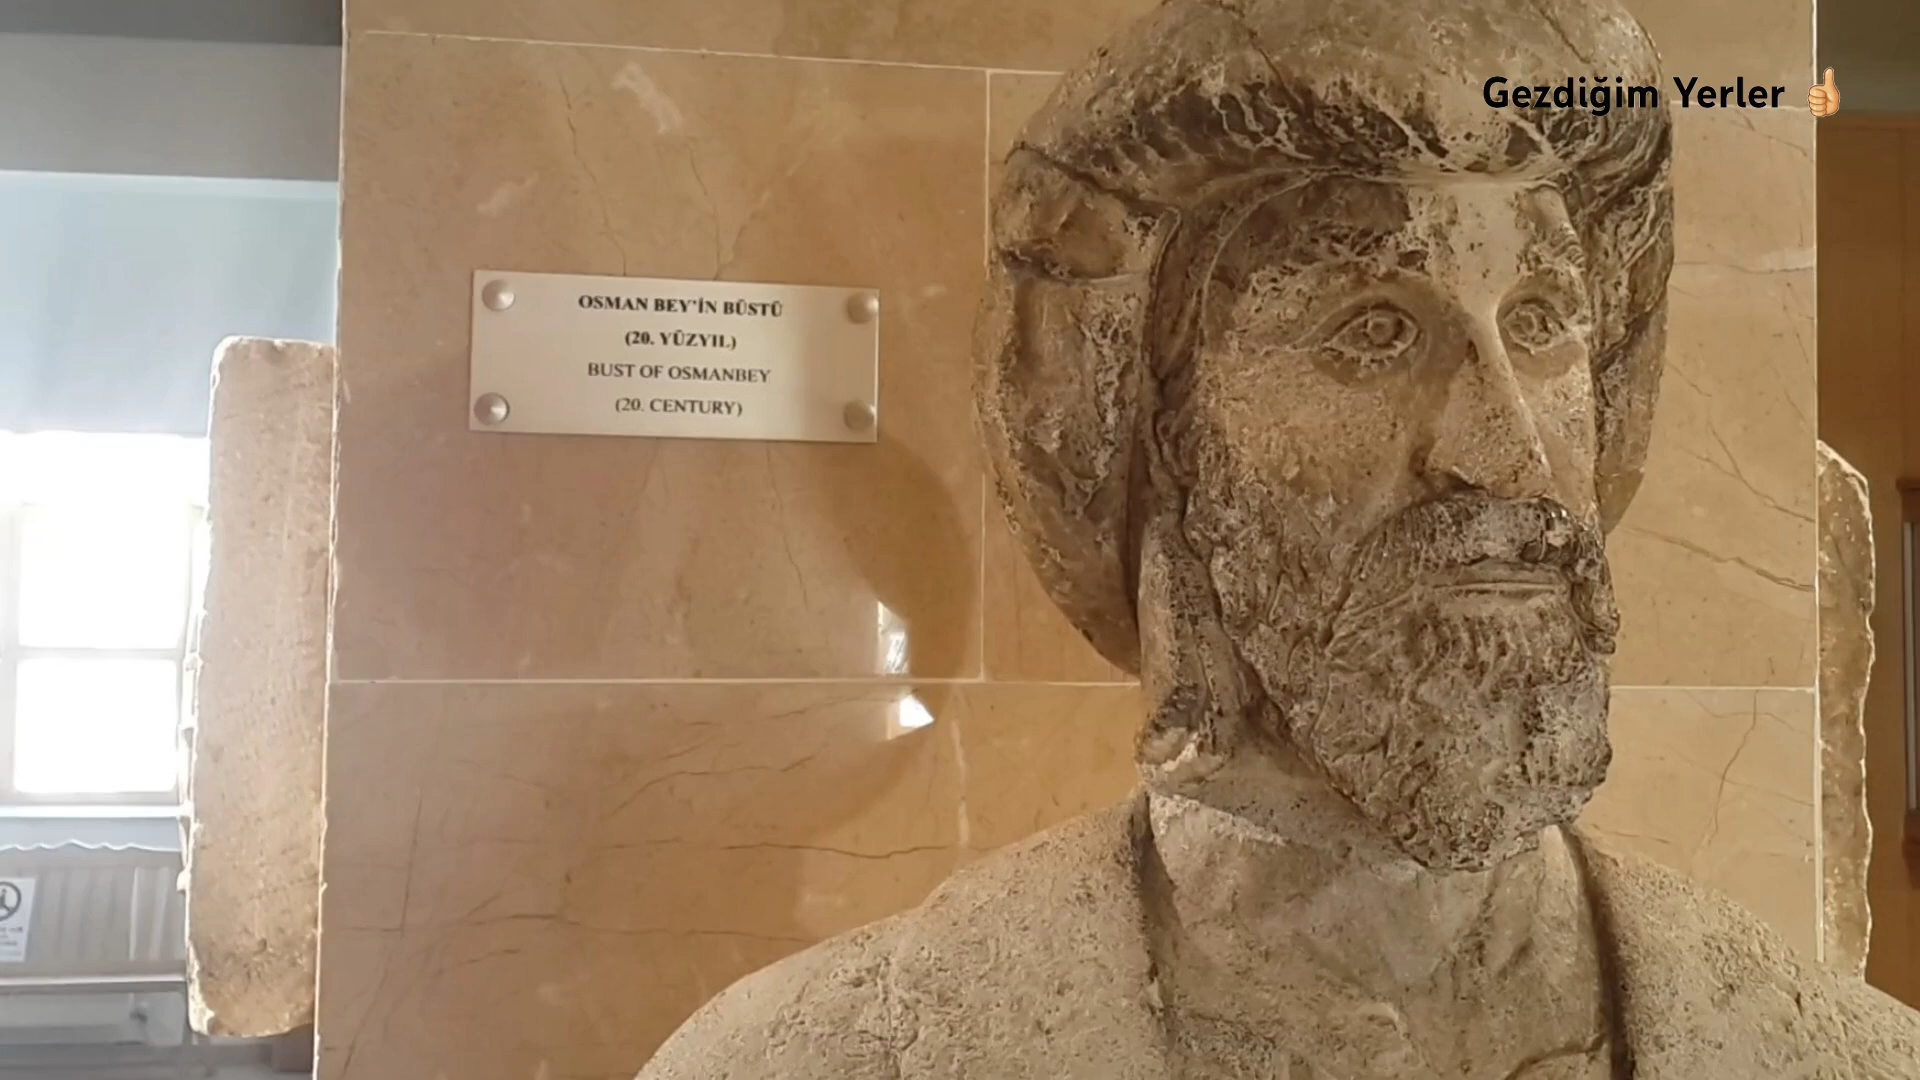 Gezdiğim Yerler 👍
OSMAN BEY'İN BÜSTÜ
(20. YÜZYIL)
BUST OF OSMANBEY
(20. CENTURY)